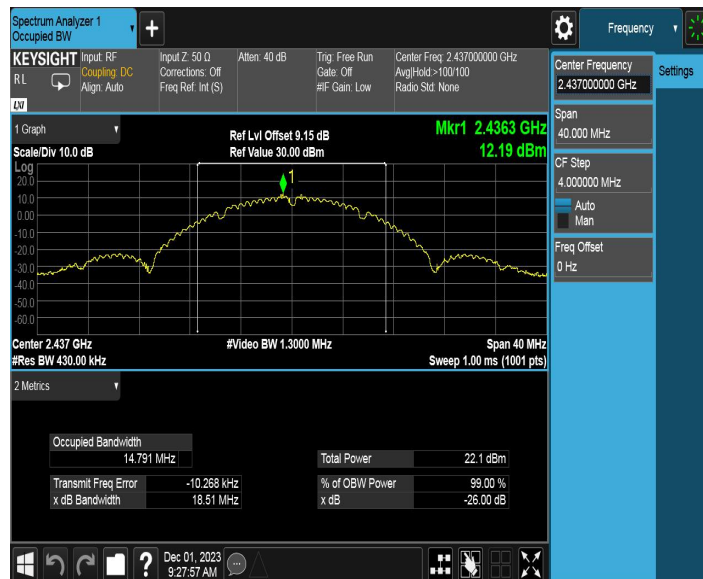 Spectrum Analyzer 1
Occupied BW
+
Frequency
KEYSIGHT
RL
LXI
Input: RF
Coupling: DC
Align: Auto
Input Z: 50 Ω
Corrections: Off
Freq Ref: Int (S)
Atten: 40 dB
Trig: Free Run
Gate: Off
#IF Gain: Low
Center Freq: 2.437000000 GHz
Avg|Hold:>100/100
Radio Std: None
Center Frequency
2.437000000 GHz
Settings
Span
40.000 MHz
CF Step
4.000000 MHz
Auto
Man
Freq Offset
0 Hz
1 Graph
Scale/Div 10.0 dB
Ref Lvl Offset 9.15 dB
Ref Value 30.00 dBm
Mkr1 2.4363 GHz
12.19 dBm
Log
20.0
10.0
0.00
-10.0
-20.0
-30.0
-40.0
-50.0
-60.0
1
Center 2.437 GHz
#Video BW 1.3000 MHz
Span 40 MHz
#Res BW 430.00 kHz
Sweep 1.00 ms (1001 pts)
2 Metrics
Occupied Bandwidth
14.791 MHz
Total Power 22.1 dBm
Transmit Freq Error -10.268 kHz
% of OBW Power 99.00 %
x dB Bandwidth 18.51 MHz
x dB -26.00 dB
?
Dec 01, 2023
9:27:57 AM